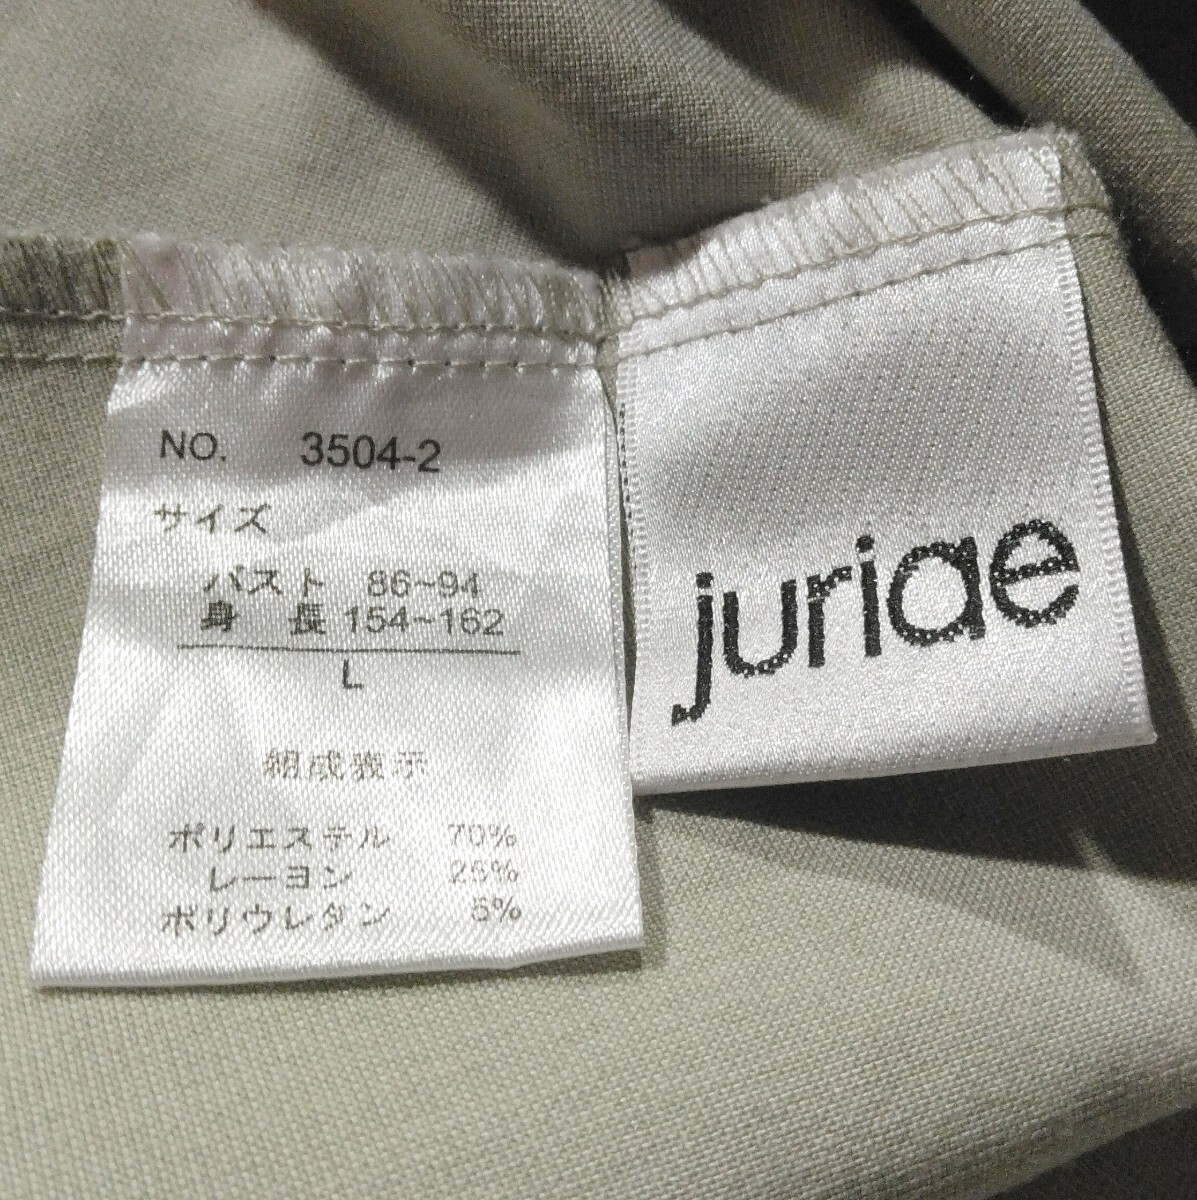 NO. 3504-2
サイズ
バスト 86~94
身 長 154~162
L
組成表示
ポリエステル 70%
レーヨン 25%
ポリウレタン 5%
juriae